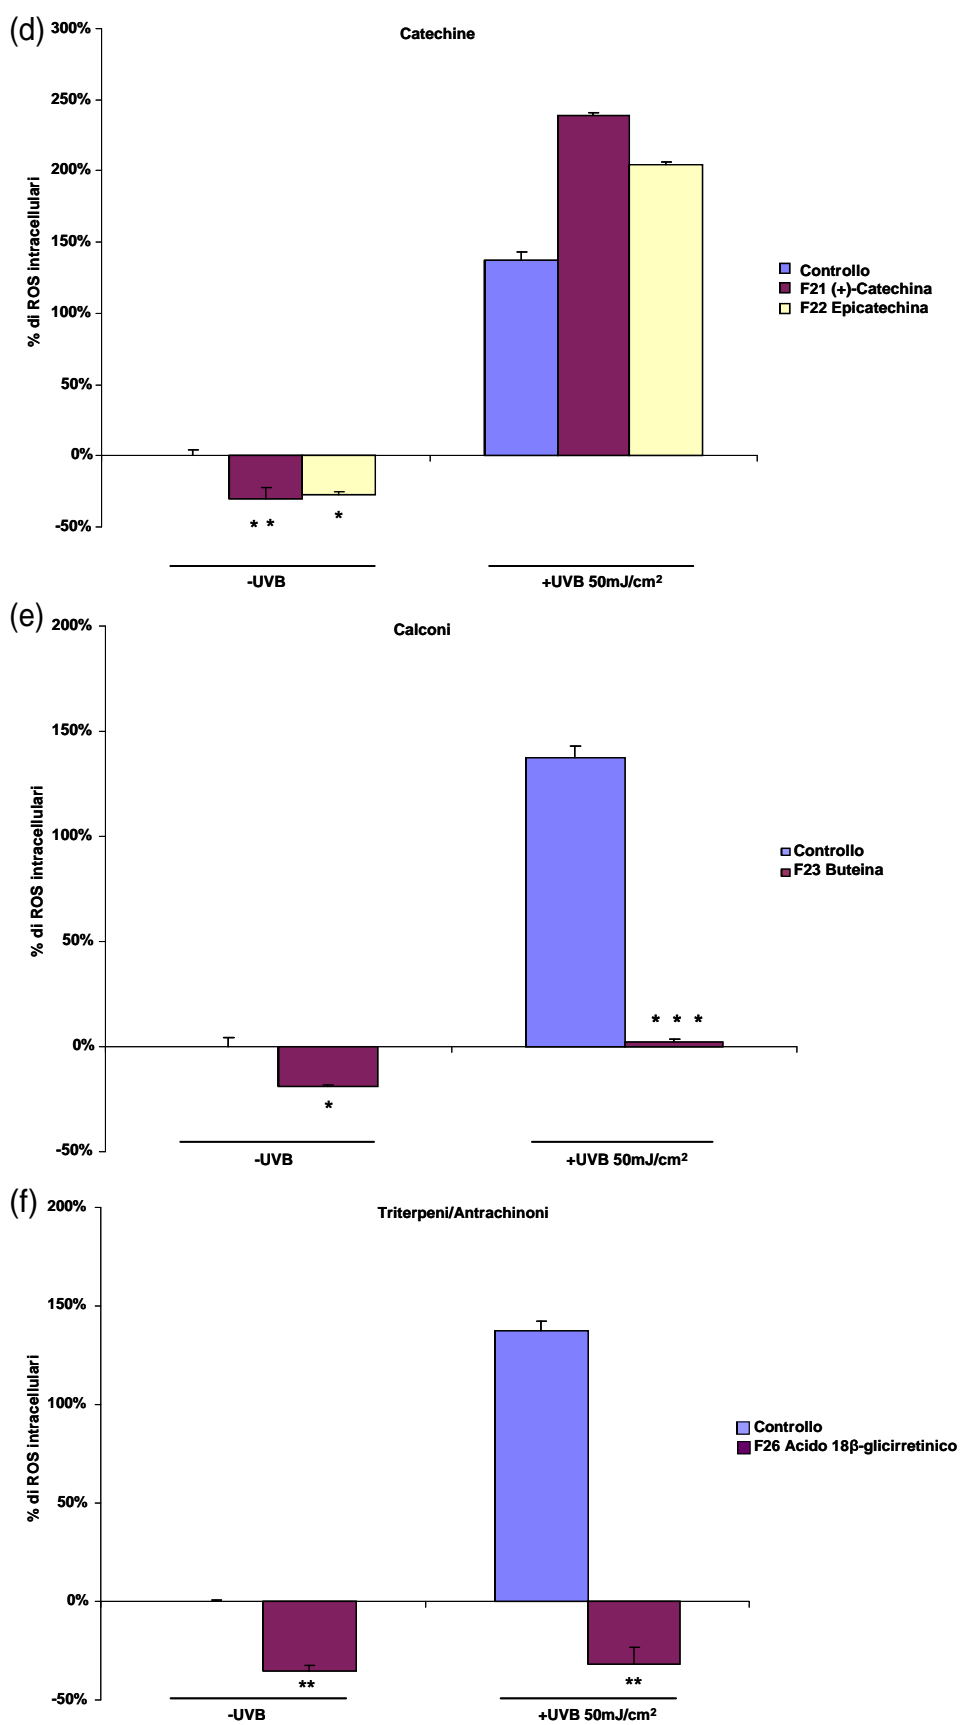 (d)
Catechine
300%
250%
200%
150%
100%
50%
0%
-50%
% di ROS intracellulari
Controllo
F21 (+)-Catechina
F22 Epicatechina
* *
*
-UVB
+UVB 50mJ/cm²
(e)
Calconi
200%
150%
100%
50%
0%
-50%
% di ROS intracellulari
Controllo
F23 Buteina
* * *
*
-UVB
+UVB 50mJ/cm²
(f)
Triterpeni/Antrachinoni
200%
150%
100%
50%
0%
-50%
% di ROS intracellulari
Controllo
F26 Acido 18β-glicirretinico
**
**
-UVB
+UVB 50mJ/cm²